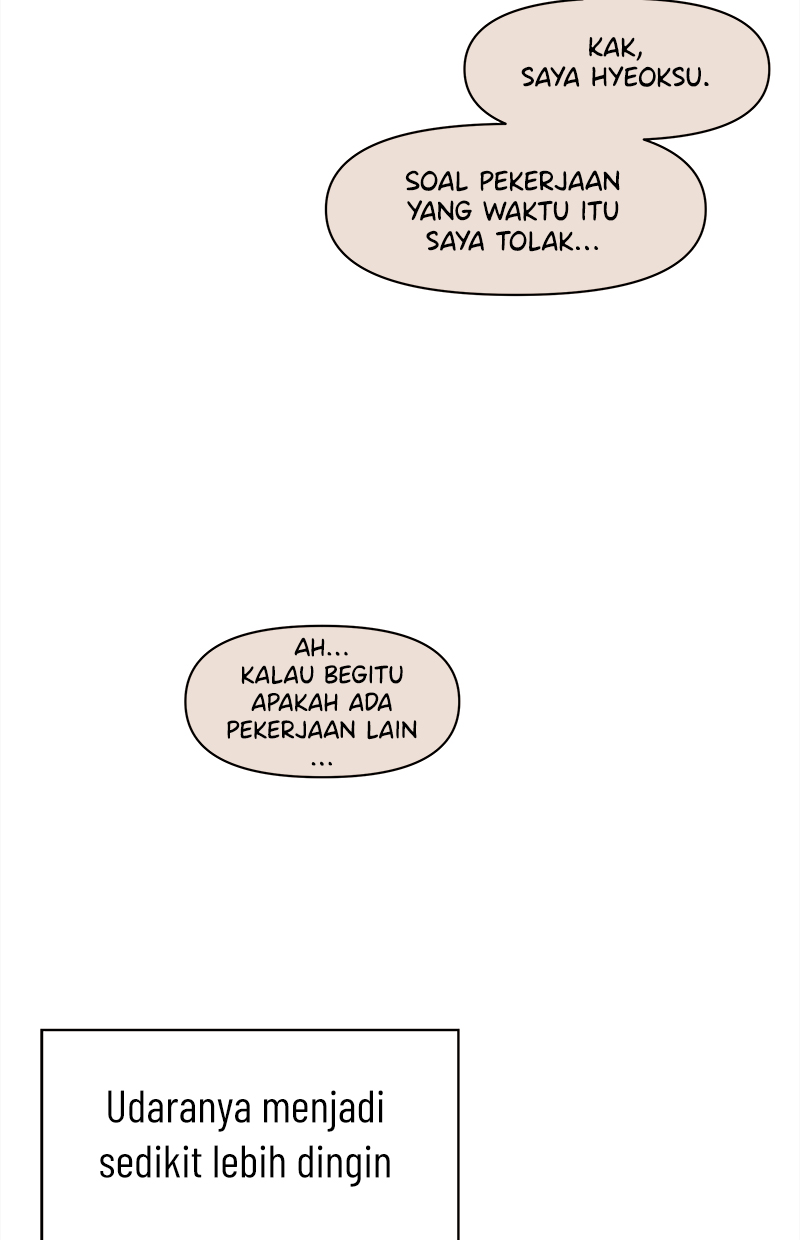 KAK,
SAYA HYEOKSU.
SOAL PEKERJAAN
YANG WAKTU ITU
SAYA TOLAK...
AH...
KALAU BEGITU
APAKAH ADA
PEKERJAAN LAIN
...
Udaranya menjadi
sedikit lebih dingin